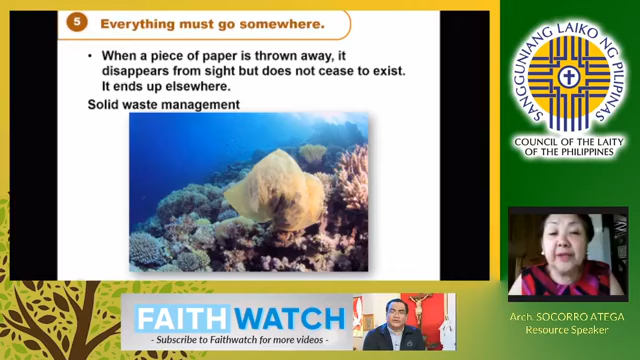 5 Everything must go somewhere.
• When a piece of paper is thrown away, it
disappears from sight but does not cease to exist.
It ends up elsewhere.
Solid waste management
SANGGUNIANG LAIKO NG PILIPINAS
COUNCIL OF THE LAITY
OF THE PHILIPPINES
Arch. SOCORRO ATEGA
Resource Speaker
FAITHWATCH
- Subscribe to Faithwatch for more videos -